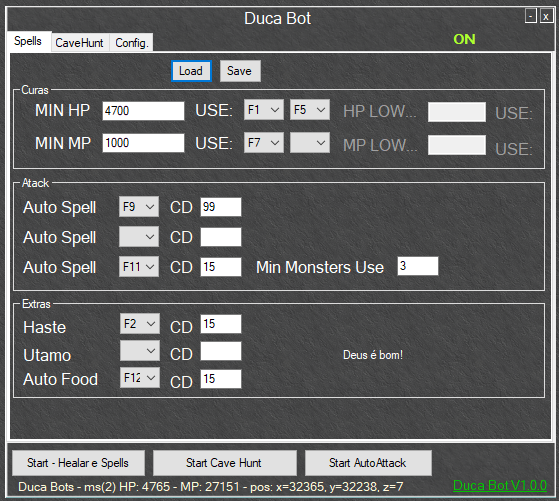 Duca Bot - x
Spells CaveHunt Config. ON
Load Save
Curas
MIN HP 4700 USE: F1 F5 HP LOW... USE:
MIN MP 1000 USE: F7 MP LOW... USE:
Atack
Auto Spell F9 CD 99
Auto Spell CD
Auto Spell F11 CD 15 Min Monsters Use 3
Extras
Haste F2 CD 15
Utamo CD Deus é bom!
Auto Food F12 CD 15
Start - Healar e Spells Start Cave Hunt Start AutoAttack
Duca Bots - ms(2) HP: 4765 - MP: 27151 - pos: x=32365, y=32238, z=7 Duca Bot V1.0.0